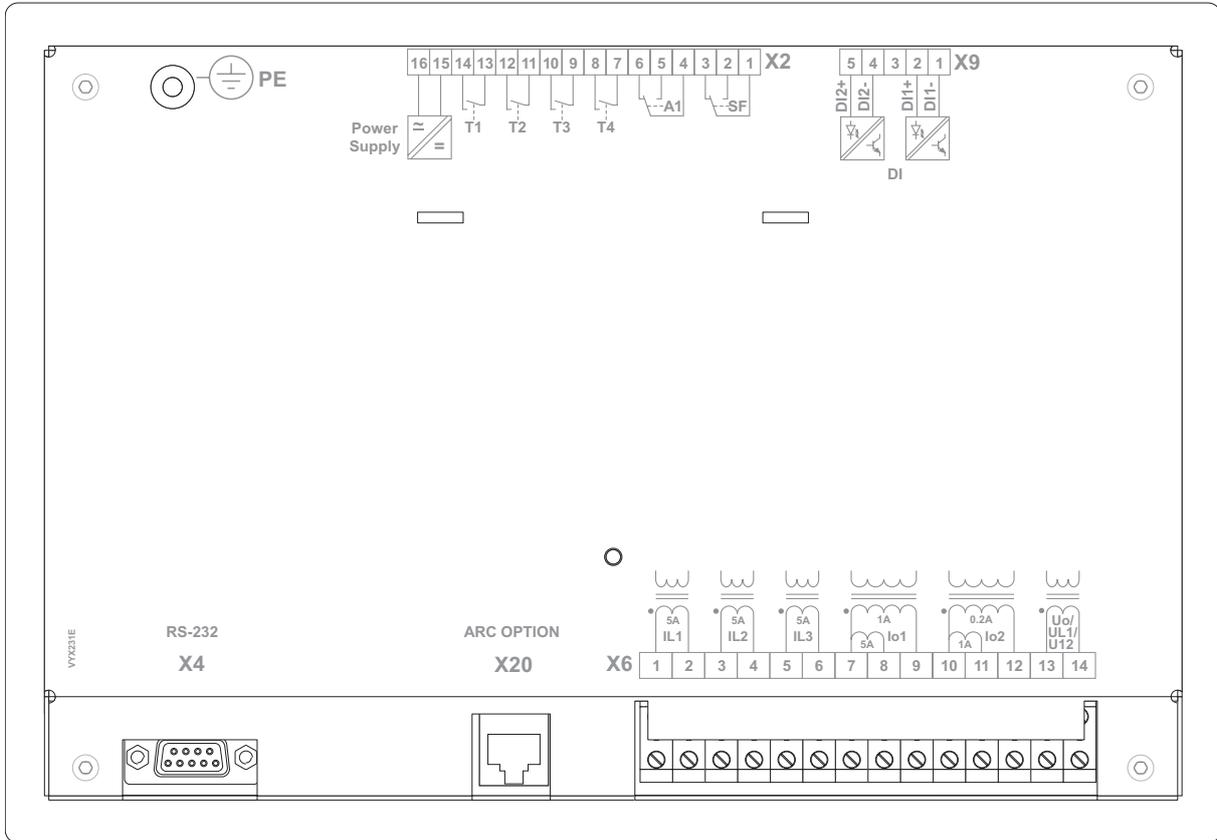 PE
16 15 14 13 12 11 10 9 8 7 6 5 4 3 2 1 X2
5 4 3 2 1 X9
DI2+ DI2- DI1+ DI1-
T1 T2 T3 T4 A1 SF
Power
Supply
DI
5A 5A 5A 1A 0.2A Uo/
IL1 IL2 IL3 5A Io1 1A Io2 UL1/
U12
VYX231E
RS-232
X4
ARC OPTION
X20
X6 1 2 3 4 5 6 7 8 9 10 11 12 13 14